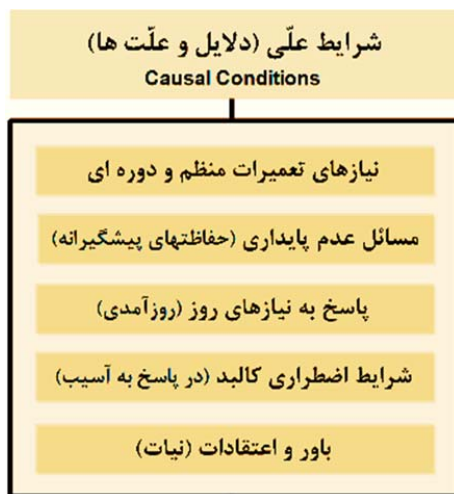 شرایط علّی (دلایل و علّت ها)
Causal Conditions
نیازهای تعمیرات منظم و دوره ای
مسائل عدم پایداری (حفاظتهای پیشگیرانه)
پاسخ به نیازهای روز (روزآمدی)
شرایط اضطراری کالبد (در پاسخ به آسیب)
باور و اعتقادات (نیات)